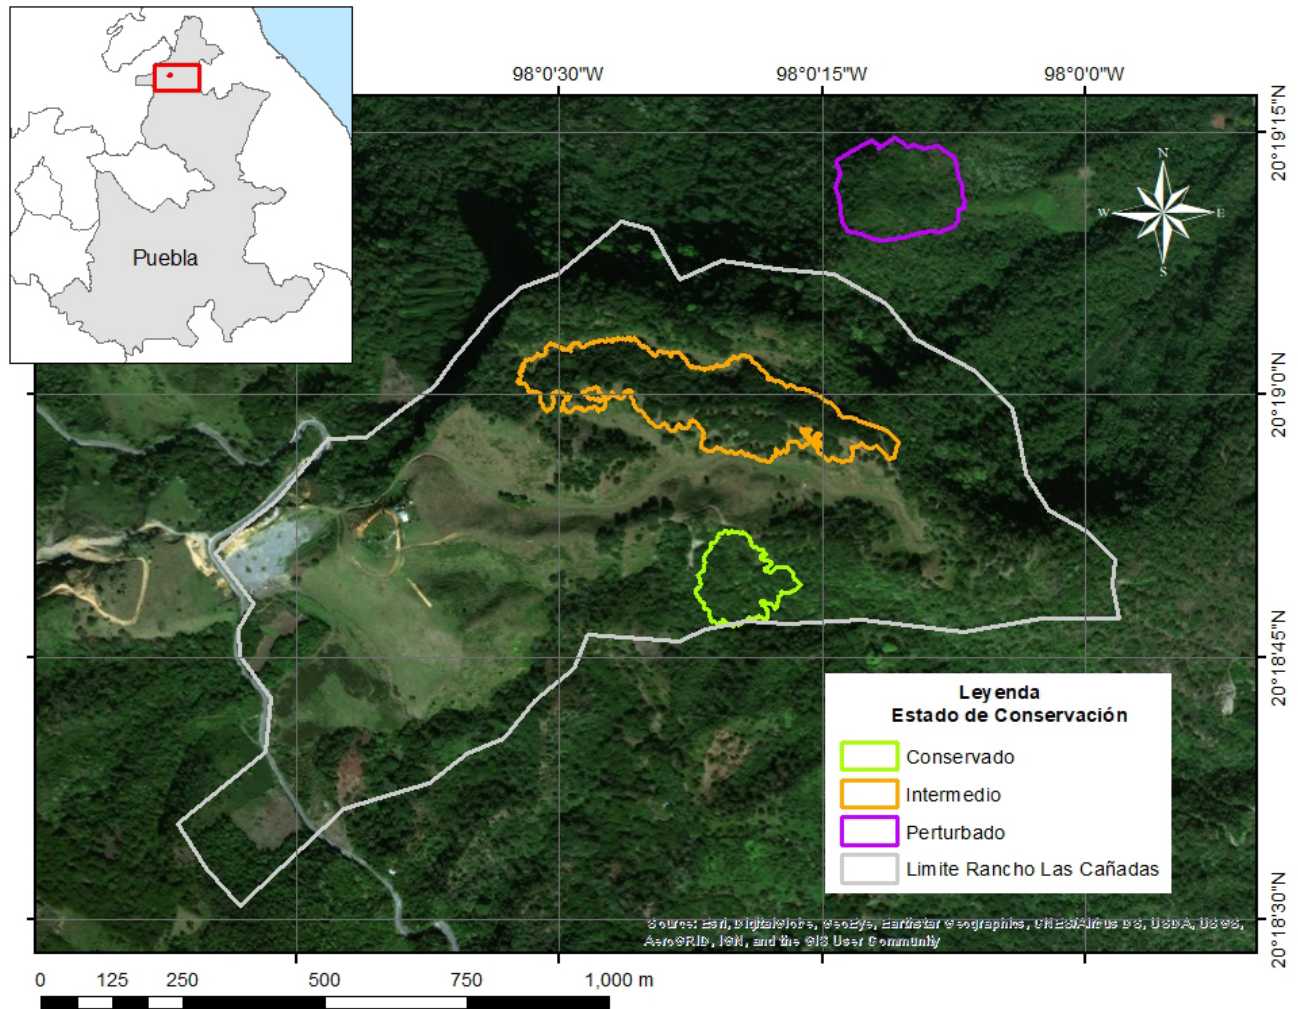 Puebla
98°0'30"W 98°0'15"W 98°0'0"W
20°19'15"N
20°19'0"N
20°18'45"N
20°18'30"N
N
W E
S
Leyenda
Estado de Conservación
Conservado
Intermedio
Perturbado
Limite Rancho Las Cañadas
Source: Esri, DigitalGlobe, GeoEye, Earthstar Geographics, CNES/Airbus DS, USDA, USGS,
AeroGRID, IGN, and the GIS User Community
0 125 250 500 750 1,000 m